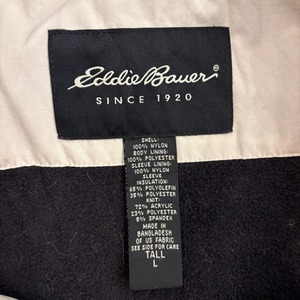 Eddie Bauer
®
SINCE 1920
SHELL:
100% NYLON
BODY LINING:
100% POLYESTER
SLEEVE LINING:
100% NYLON
SLEEVE
INSULATION:
65% POLYOLEFIN
35% POLYESTER
KNIT:
72% ACRYLIC
23% POLYESTER
5% SPANDEX
MADE IN
BANGLADESH
OF US FABRIC
SEE SIDE FOR CARE
TALL
L